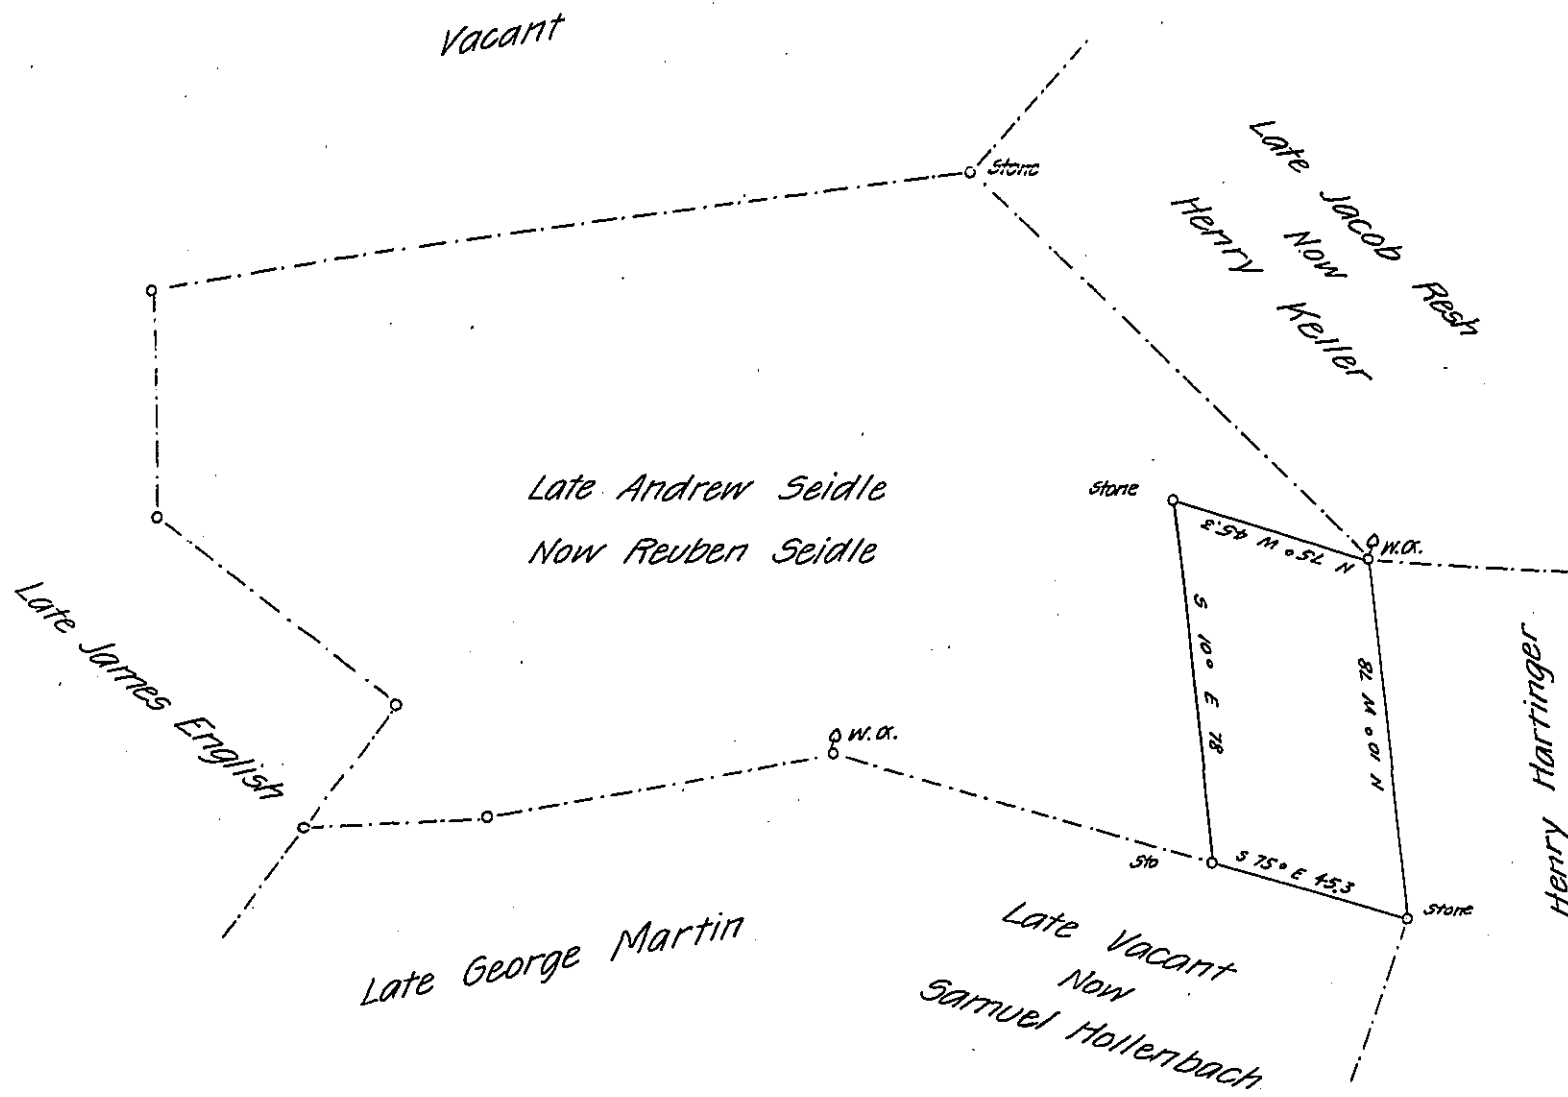 Vacant
Stone
Late Jacob Resh
Now
Henry Keller
Late Andrew Seidle
Now Reuben Seidle
Stone
W.O.
N 75° W 45.3
S 10° E 78
N 10° W 78
Henry Hartinger
Late James English
W.O.
Sto
S 75° E 45.3
Stone
Late George Martin
Late Vacant
Now
Samuel Hollenbach